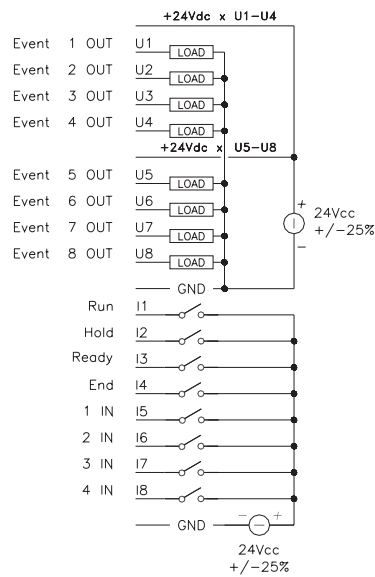 +24Vdc x U1-U4
Event 1 OUT U1 LOAD
Event 2 OUT U2 LOAD
Event 3 OUT U3 LOAD
Event 4 OUT U4 LOAD
+24Vdc x U5-U8
Event 5 OUT U5 LOAD
Event 6 OUT U6 LOAD
Event 7 OUT U7 LOAD
Event 8 OUT U8 LOAD
+
24Vcc
+/-25%
-
GND
Run I1
Hold I2
Ready I3
End I4
1 IN I5
2 IN I6
3 IN I7
4 IN I8
GND
- +
24Vcc
+/-25%